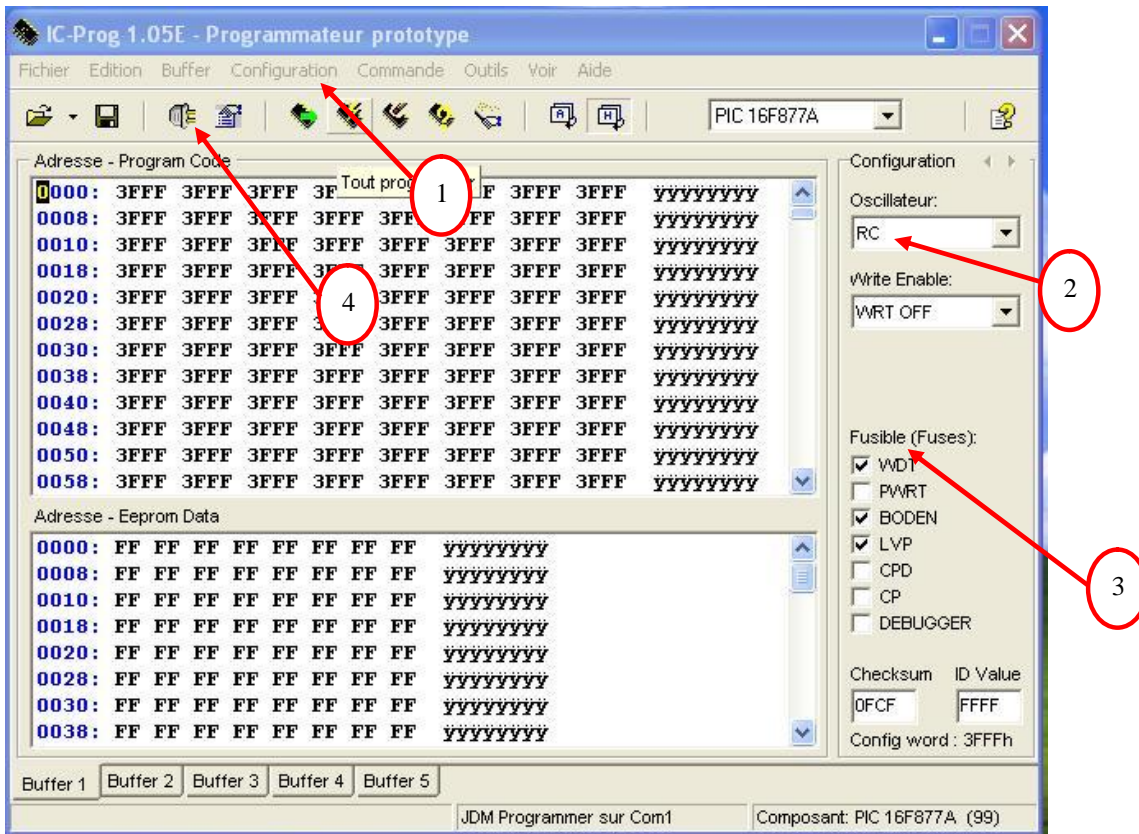 IC-Prog 1.05E - Programmateur prototype
Fichier Edition Buffer Configuration Commande Outils Voir Aide
PIC 16F877A
Adresse - Program Code
0000: 3FFF 3FFF 3FFF 3FFF 3FFF ÿÿÿÿÿÿÿÿ
Tout prog
1
0008: 3FFF 3FFF 3FFF 3FFF 3FFF 3FFF 3FFF ÿÿÿÿÿÿÿÿ
0010: 3FFF 3FFF 3FFF 3FFF 3FFF 3FFF 3FFF 3FFF ÿÿÿÿÿÿÿÿ
0018: 3FFF 3FFF 3FFF 3FFF 3FFF 3FFF 3FFF ÿÿÿÿÿÿÿÿ
0020: 3FFF 3FFF 3FFF 3FFF 3FFF 3FFF 3FFF ÿÿÿÿÿÿÿÿ
4
0028: 3FFF 3FFF 3FFF 3FFF 3FFF 3FFF 3FFF ÿÿÿÿÿÿÿÿ
0030: 3FFF 3FFF 3FFF 3FFF 3FFF 3FFF 3FFF 3FFF ÿÿÿÿÿÿÿÿ
0038: 3FFF 3FFF 3FFF 3FFF 3FFF 3FFF 3FFF 3FFF ÿÿÿÿÿÿÿÿ
0040: 3FFF 3FFF 3FFF 3FFF 3FFF 3FFF 3FFF 3FFF ÿÿÿÿÿÿÿÿ
0048: 3FFF 3FFF 3FFF 3FFF 3FFF 3FFF 3FFF 3FFF ÿÿÿÿÿÿÿÿ
0050: 3FFF 3FFF 3FFF 3FFF 3FFF 3FFF 3FFF 3FFF ÿÿÿÿÿÿÿÿ
0058: 3FFF 3FFF 3FFF 3FFF 3FFF 3FFF 3FFF 3FFF ÿÿÿÿÿÿÿÿ
Adresse - Eeprom Data
0000: FF FF FF FF FF FF FF FF ÿÿÿÿÿÿÿÿ
0008: FF FF FF FF FF FF FF FF ÿÿÿÿÿÿÿÿ
0010: FF FF FF FF FF FF FF FF ÿÿÿÿÿÿÿÿ
0018: FF FF FF FF FF FF FF FF ÿÿÿÿÿÿÿÿ
0020: FF FF FF FF FF FF FF FF ÿÿÿÿÿÿÿÿ
0028: FF FF FF FF FF FF FF FF ÿÿÿÿÿÿÿÿ
0030: FF FF FF FF FF FF FF FF ÿÿÿÿÿÿÿÿ
0038: FF FF FF FF FF FF FF FF ÿÿÿÿÿÿÿÿ
Configuration
Oscillateur:
RC
2
Write Enable:
WRT OFF
Fusible (Fuses):
WDT
PWRT
BODEN
LVP
CPD
3
CP
DEBUGGER
Checksum ID Value
0FCF FFFF
Config word : 3FFFh
Buffer 1 Buffer 2 Buffer 3 Buffer 4 Buffer 5
JDM Programmer sur Com1 Composant: PIC 16F877A (99)